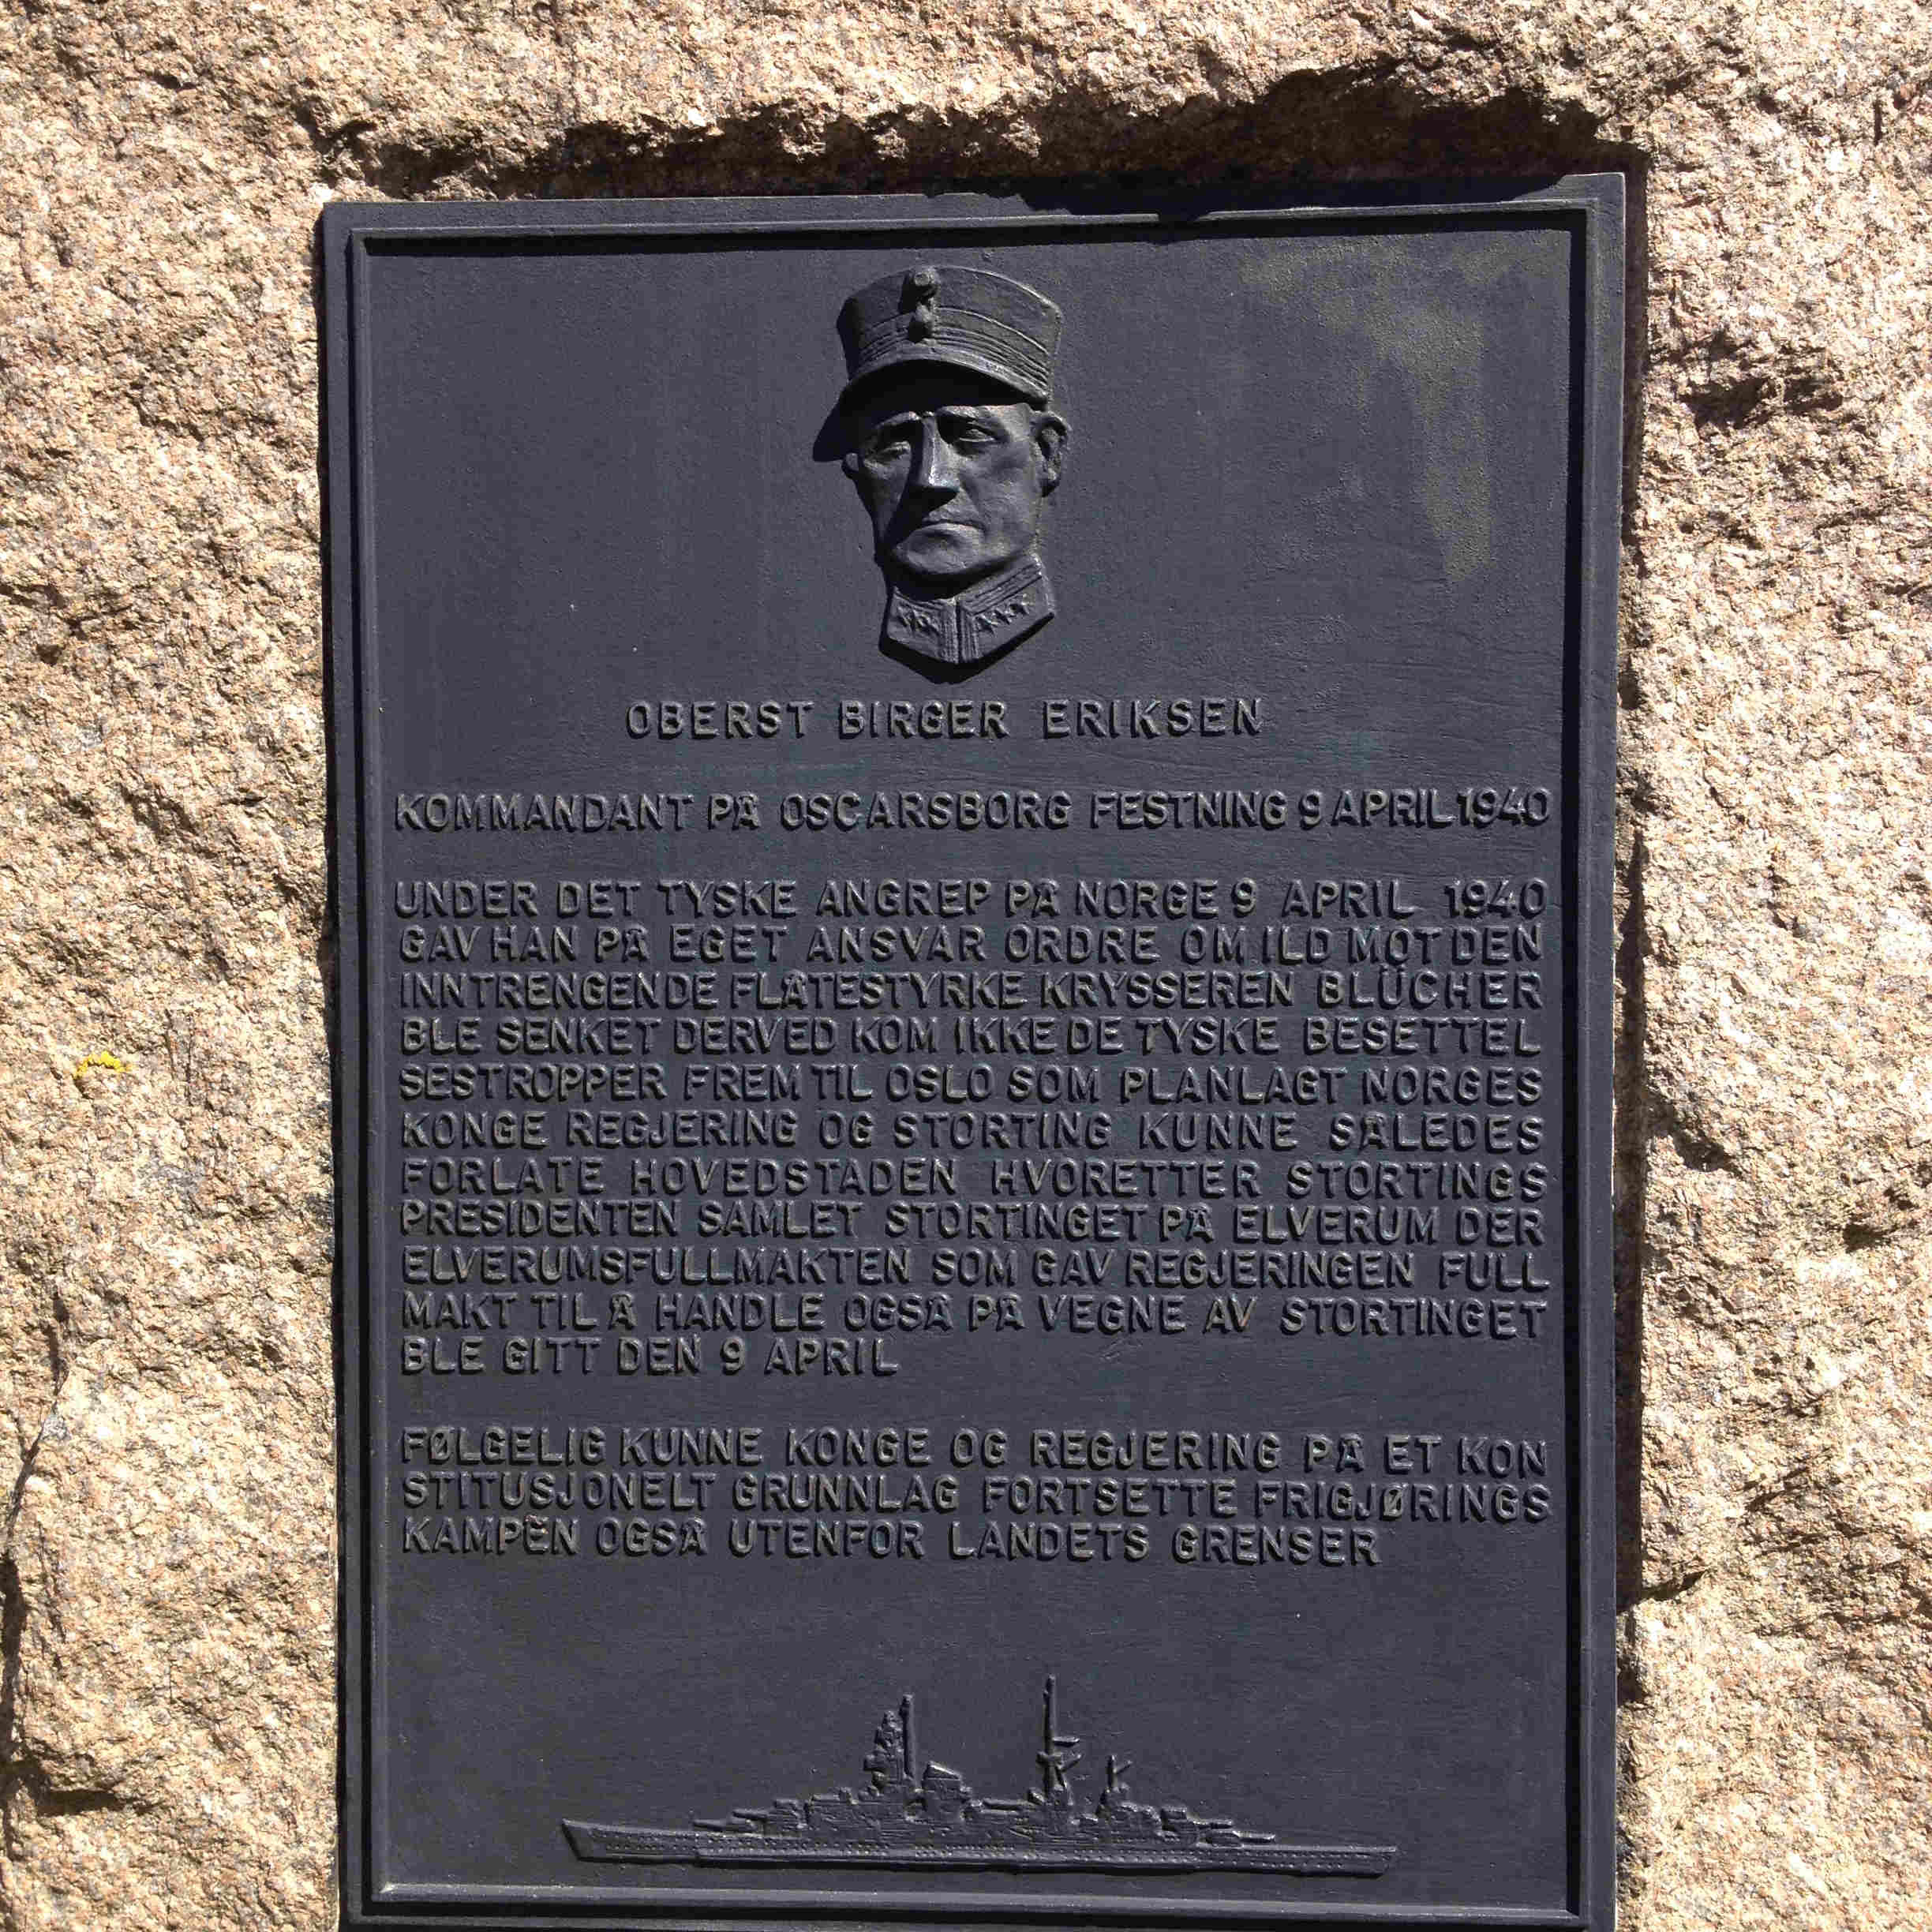 OBERST BIRGER ERIKSEN
KOMMANDANT PÅ OSCARSBORG FESTNING 9 APRIL 1940
UNDER DET TYSKE ANGREP PÅ NORGE 9 APRIL 1940
GAV HAN PÅ EGET ANSVAR ORDRE OM ILD MOT DEN
INNTRENGENDE FLÅTESTYRKE KRYSSEREN BLÜCHER
BLE SENKET DERVED KOM IKKE DE TYSKE BESETTEL
SESTROPPER FREM TIL OSLO SOM PLANLAGT NORGES
KONGE REGJERING OG STORTING KUNNE SÅLEDES
FORLATE HOVEDSTADEN HVORETTER STORTINGS
PRESIDENTEN SAMLET STORTINGET PÅ ELVERUM DER
ELVERUMSFULLMAKTEN SOM GAV REGJERINGEN FULL
MAKT TIL Å HANDLE OGSÅ PÅ VEGNE AV STORTINGET
BLE GITT DEN 9 APRIL
FØLGELIG KUNNE KONGE OG REGJERING PÅ ET KON
STITUSJONELT GRUNNLAG FORTSETTE FRIGJØRINGS
KAMPEN OGSÅ UTENFOR LANDETS GRENSER